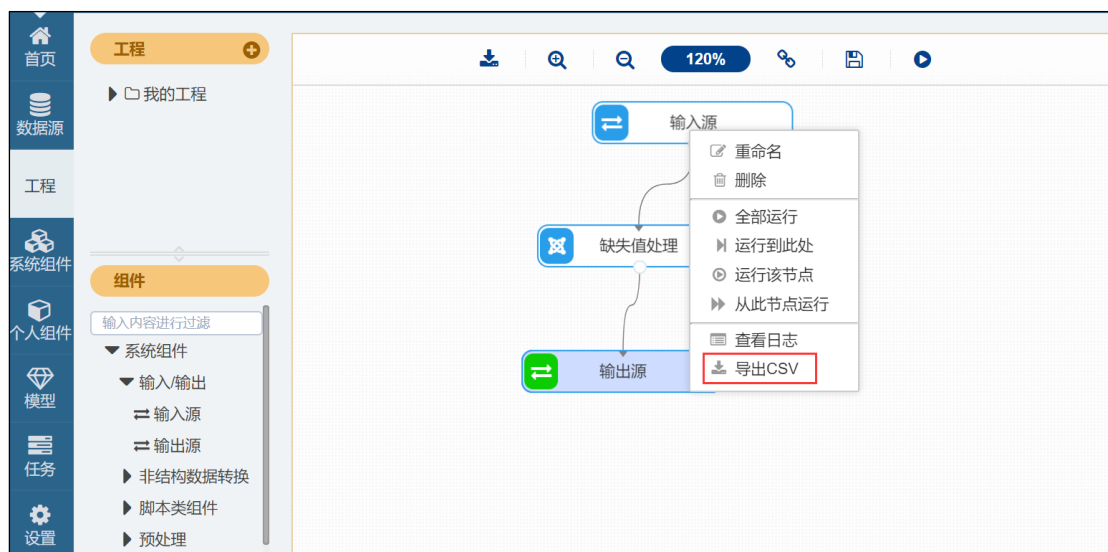 首页
数据源
工程
系统组件
个人组件
模型
任务
设置
工程
我的工程
组件
输入内容进行过滤
系统组件
输入/输出
输入源
输出源
非结构数据转换
脚本类组件
预处理
120%
输入源
缺失值处理
输出源
重命名
删除
全部运行
运行到此处
运行该节点
从此节点运行
查看日志
导出CSV